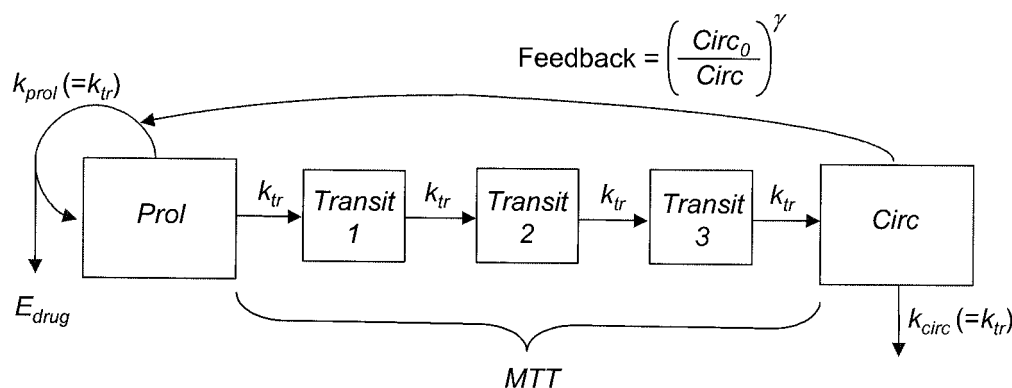 Feedback = (Circ0 / Circ)^γ
kprol (=ktr)
Prol
ktr
Transit
1
ktr
Transit
2
ktr
Transit
3
ktr
Circ
Edrug
kcirc (=ktr)
MTT